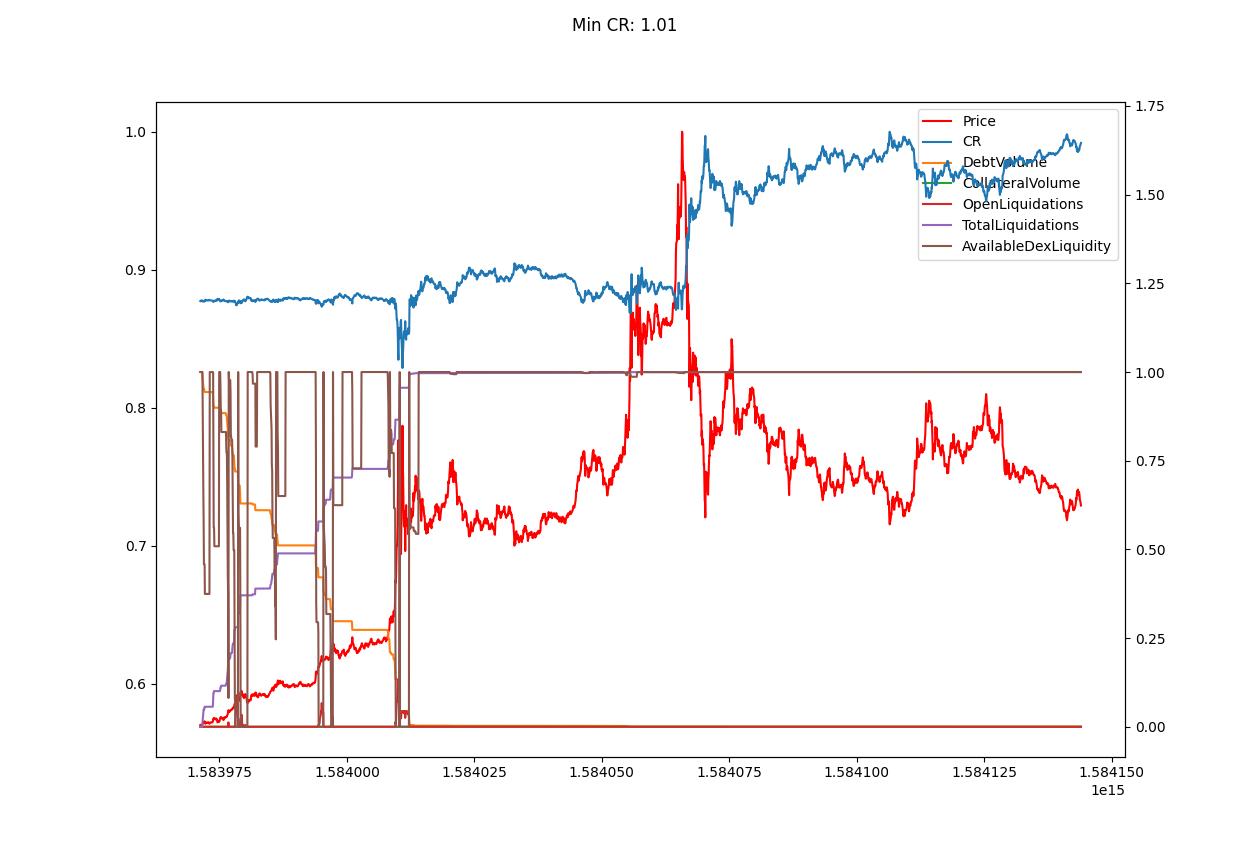 Min CR: 1.01
1.0
0.9
0.8
0.7
0.6
1.75
1.50
1.25
1.00
0.75
0.50
0.25
0.00
Price
CR
DebtVolume
CollateralVolume
OpenLiquidations
TotalLiquidations
AvailableDexLiquidity
1.583975 1.584000 1.584025 1.584050 1.584075 1.584100 1.584125 1.584150
1e15